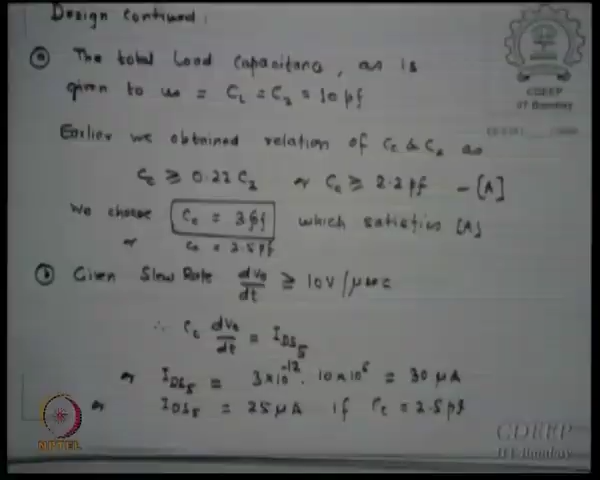 Design continued:
(a) The total Load capacitance, as is
given to us = CL = C2 = 10 pf
Earlier we obtained relation of Cc & C2 as
Cc ≥ 0.22 C2 or Cc ≥ 2.2 pf - [A]
We choose Cc = 3 pf which satisfies [A]
or Cc = 2.5 pf
(b) Given Slew Rate dVo/dt ≥ 10V/μsec
∴ Cc dVo/dt = IDS5
or IDS5 = 3×10^-12 . 10×10^6 = 30 μA
or IDS5 = 25 μA if Cc = 2.5 pf
CDEEP
IIT Bombay
NPTEL
CDEEP
IIT Bombay